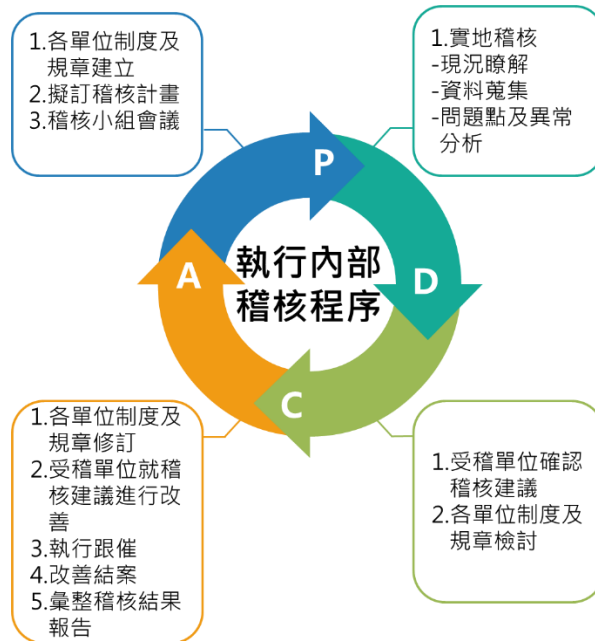 1.各單位制度及
規章建立
2.擬訂稽核計畫
3.稽核小組會議
1.實地稽核
-現況瞭解
-資料蒐集
-問題點及異常
分析
P
執行內部
稽核程序
A
D
C
1.各單位制度及
規章修訂
2.受稽單位就稽
核建議進行改
善
3.執行跟催
4.改善結案
5.彙整稽核結果
報告
1.受稽單位確認
稽核建議
2.各單位制度及
規章檢討